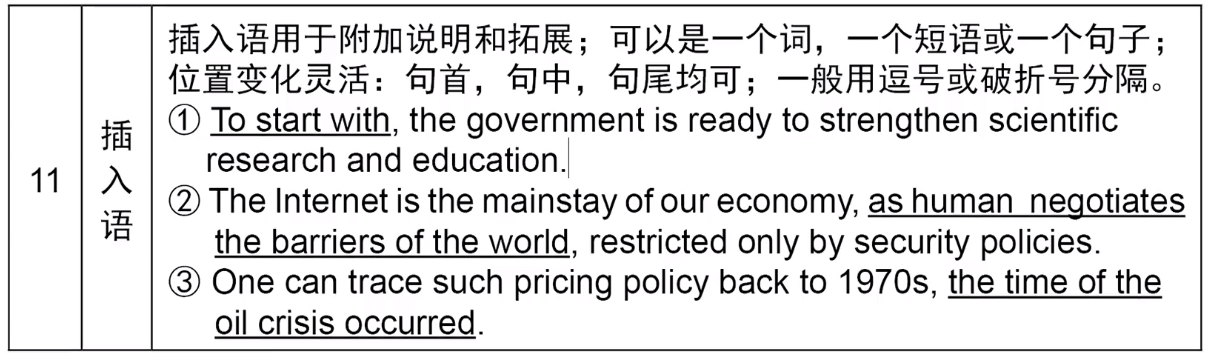 11
插入语
插入语用于附加说明和拓展；可以是一个词，一个短语或一个句子；
位置变化灵活：句首，句中，句尾均可；一般用逗号或破折号分隔。
① To start with, the government is ready to strengthen scientific
research and education.
② The Internet is the mainstay of our economy, as human negotiates
the barriers of the world, restricted only by security policies.
③ One can trace such pricing policy back to 1970s, the time of the
oil crisis occurred.